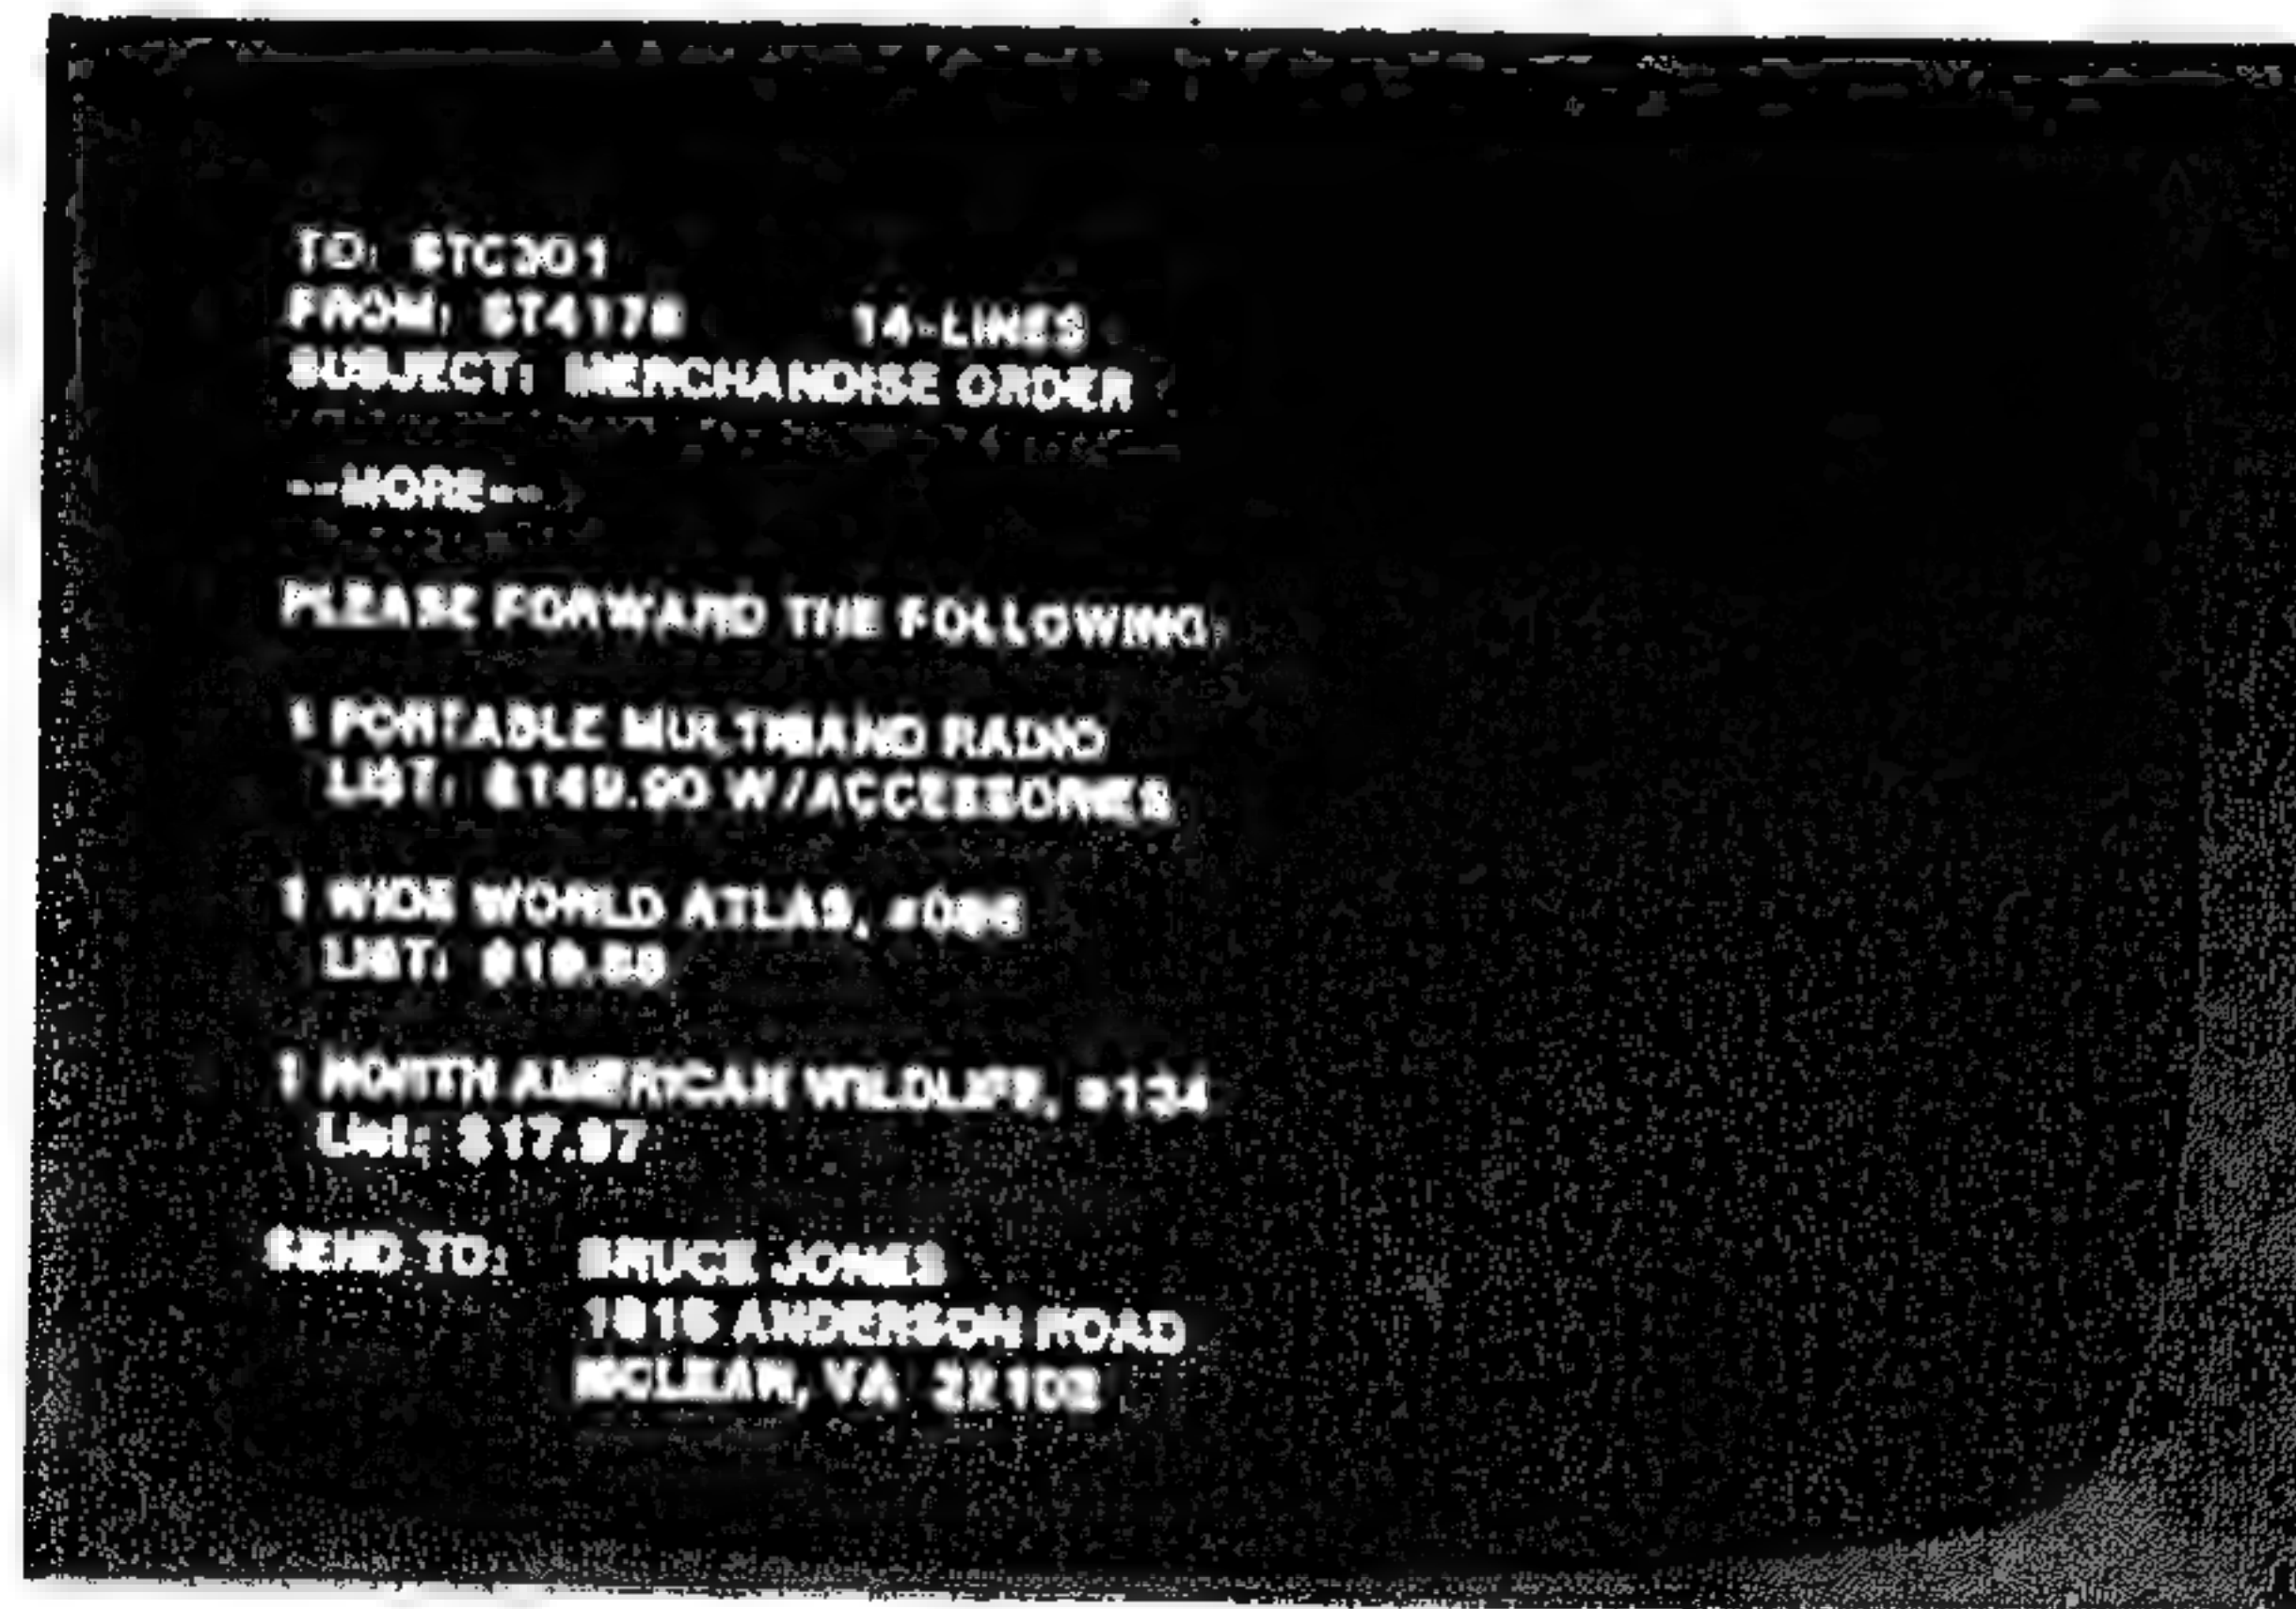 TO: STC301
FROM: ST4178 14-LINES
SUBJECT: MERCHANDISE ORDER
--MORE--
PLEASE FORWARD THE FOLLOWING:
1 PORTABLE MULTIBAND RADIO
LIST: $149.90 W/ACCESSORIES
1 WIDE WORLD ATLAS,
LIST:
1 NORTH AMERICAN WILDLIFE, #134
List: $17.97
SEND TO: BRUCE JONES
ANDERSON ROAD
MCLEAN, VA 22102